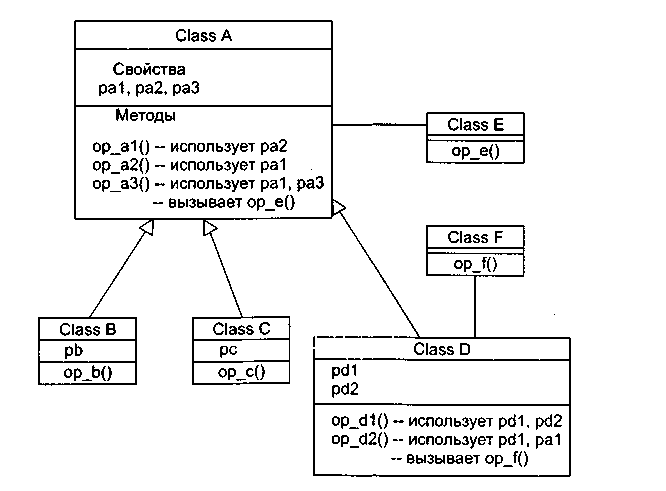 Class A
Свойства
pa1, pa2, pa3
Методы
op_a1() -- использует pa2
op_a2() -- использует pa1
op_a3() -- использует pa1, pa3
-- вызывает op_e()
Class E
op_e()
Class F
op_f()
Class B
pb
op_b()
Class C
pc
op_c()
Class D
pd1
pd2
op_d1() -- использует pd1, pd2
op_d2() -- использует pd1, pa1
-- вызывает op_f()